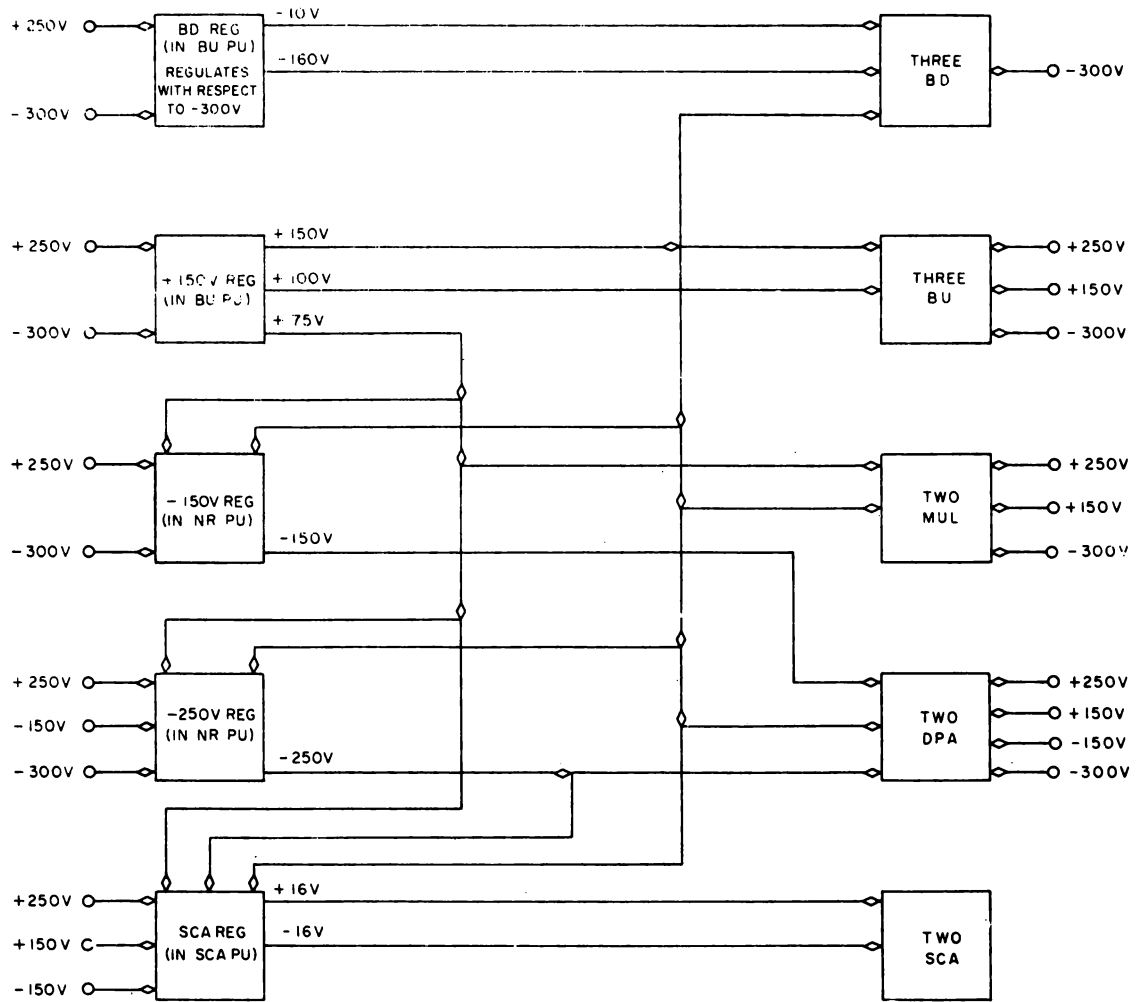 +250V
BD REG
(IN BU PU)
REGULATES
WITH RESPECT
TO -300V
-300V
-10V
-160V
THREE
BD
-300V
+250V
+150V REG
(IN BU PU)
-300V
+150V
+100V
+75V
THREE
BU
+250V
+150V
-300V
+250V
-150V REG
(IN NR PU)
-300V
-150V
TWO
MUL
+250V
+150V
-300V
+250V
-150V
-300V
-250V REG
(IN NR PU)
-250V
TWO
DPA
+250V
+150V
-150V
-300V
+250V
+150V
-150V
SCA REG
(IN SCA PU)
+16V
-16V
TWO
SCA